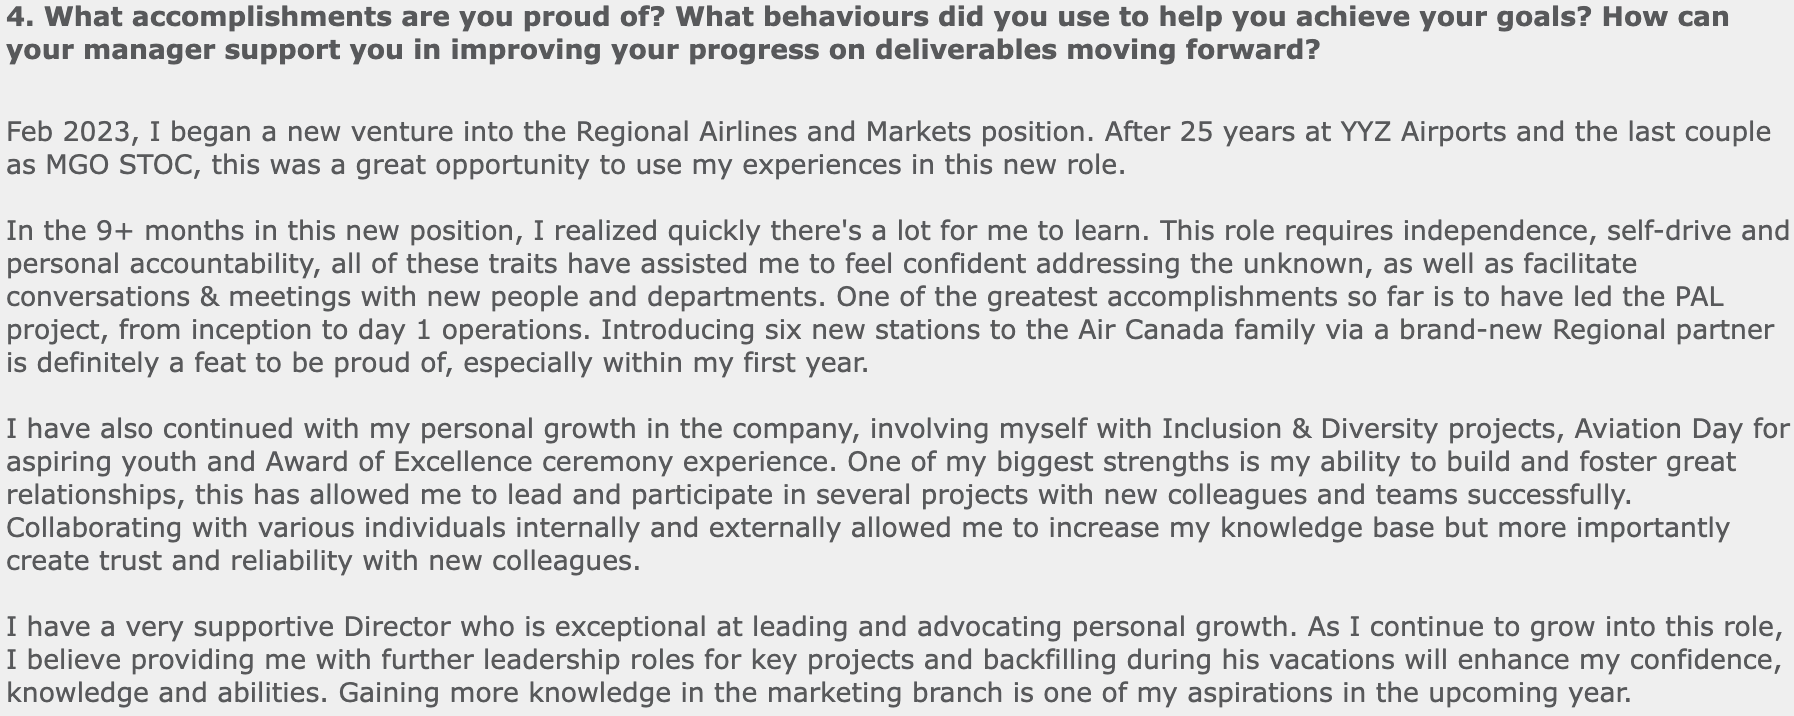 4. What accomplishments are you proud of? What behaviours did you use to help you achieve your goals? How can
your manager support you in improving your progress on deliverables moving forward?
Feb 2023, I began a new venture into the Regional Airlines and Markets position. After 25 years at YYZ Airports and the last couple
as MGO STOC, this was a great opportunity to use my experiences in this new role.
In the 9+ months in this new position, I realized quickly there's a lot for me to learn. This role requires independence, self-drive and
personal accountability, all of these traits have assisted me to feel confident addressing the unknown, as well as facilitate
conversations & meetings with new people and departments. One of the greatest accomplishments so far is to have led the PAL
project, from inception to day 1 operations. Introducing six new stations to the Air Canada family via a brand-new Regional partner
is definitely a feat to be proud of, especially within my first year.
I have also continued with my personal growth in the company, involving myself with Inclusion & Diversity projects, Aviation Day for
aspiring youth and Award of Excellence ceremony experience. One of my biggest strengths is my ability to build and foster great
relationships, this has allowed me to lead and participate in several projects with new colleagues and teams successfully.
Collaborating with various individuals internally and externally allowed me to increase my knowledge base but more importantly
create trust and reliability with new colleagues.
I have a very supportive Director who is exceptional at leading and advocating personal growth. As I continue to grow into this role,
I believe providing me with further leadership roles for key projects and backfilling during his vacations will enhance my confidence,
knowledge and abilities. Gaining more knowledge in the marketing branch is one of my aspirations in the upcoming year.